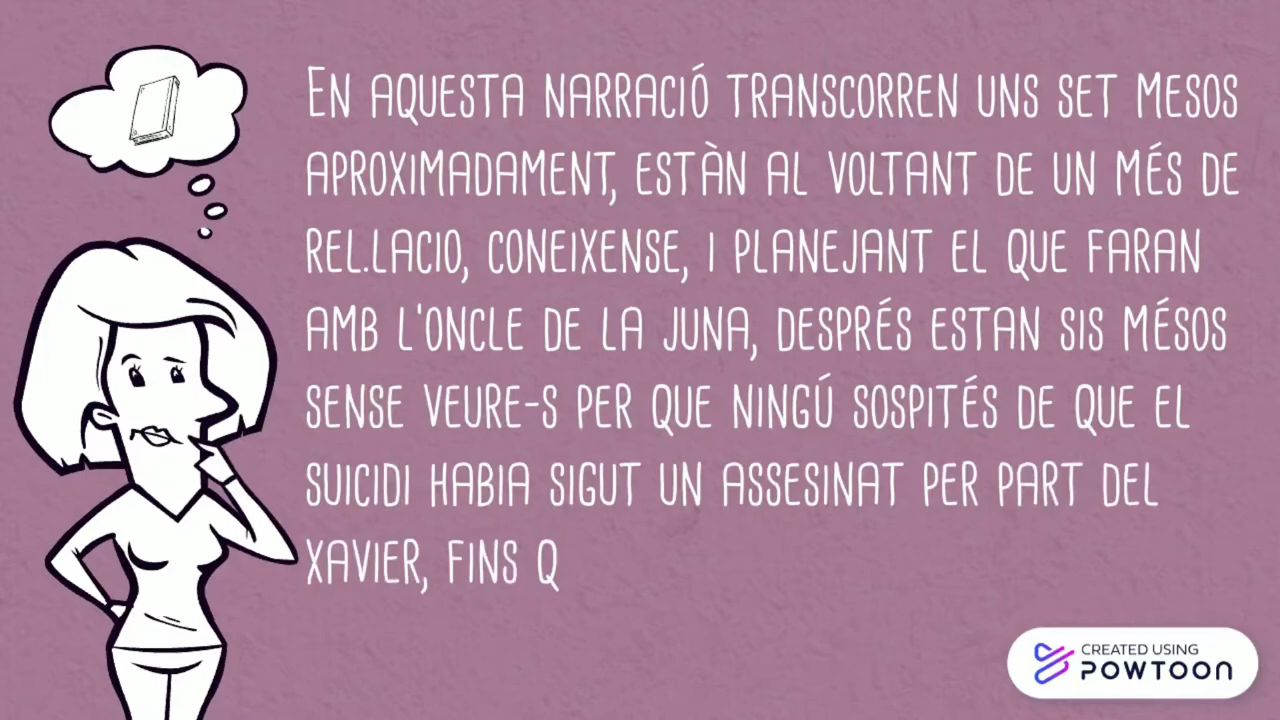 EN AQUESTA NARRACIÓ TRANSCORREN UNS SET MESOS
APROXIMADAMENT, ESTÀN AL VOLTANT DE UN MÉS DE
REL.LACIO, CONEIXENSE, I PLANEJANT EL QUE FARAN
AMB L'ONCLE DE LA JUNA, DESPRÉS ESTAN SIS MÉSOS
SENSE VEURE-S PER QUE NINGÚ SOSPITÉS DE QUE EL
SUICIDI HABIA SIGUT UN ASSESINAT PER PART DEL
XAVIER, FINS Q
CREATED USING
POWTOON